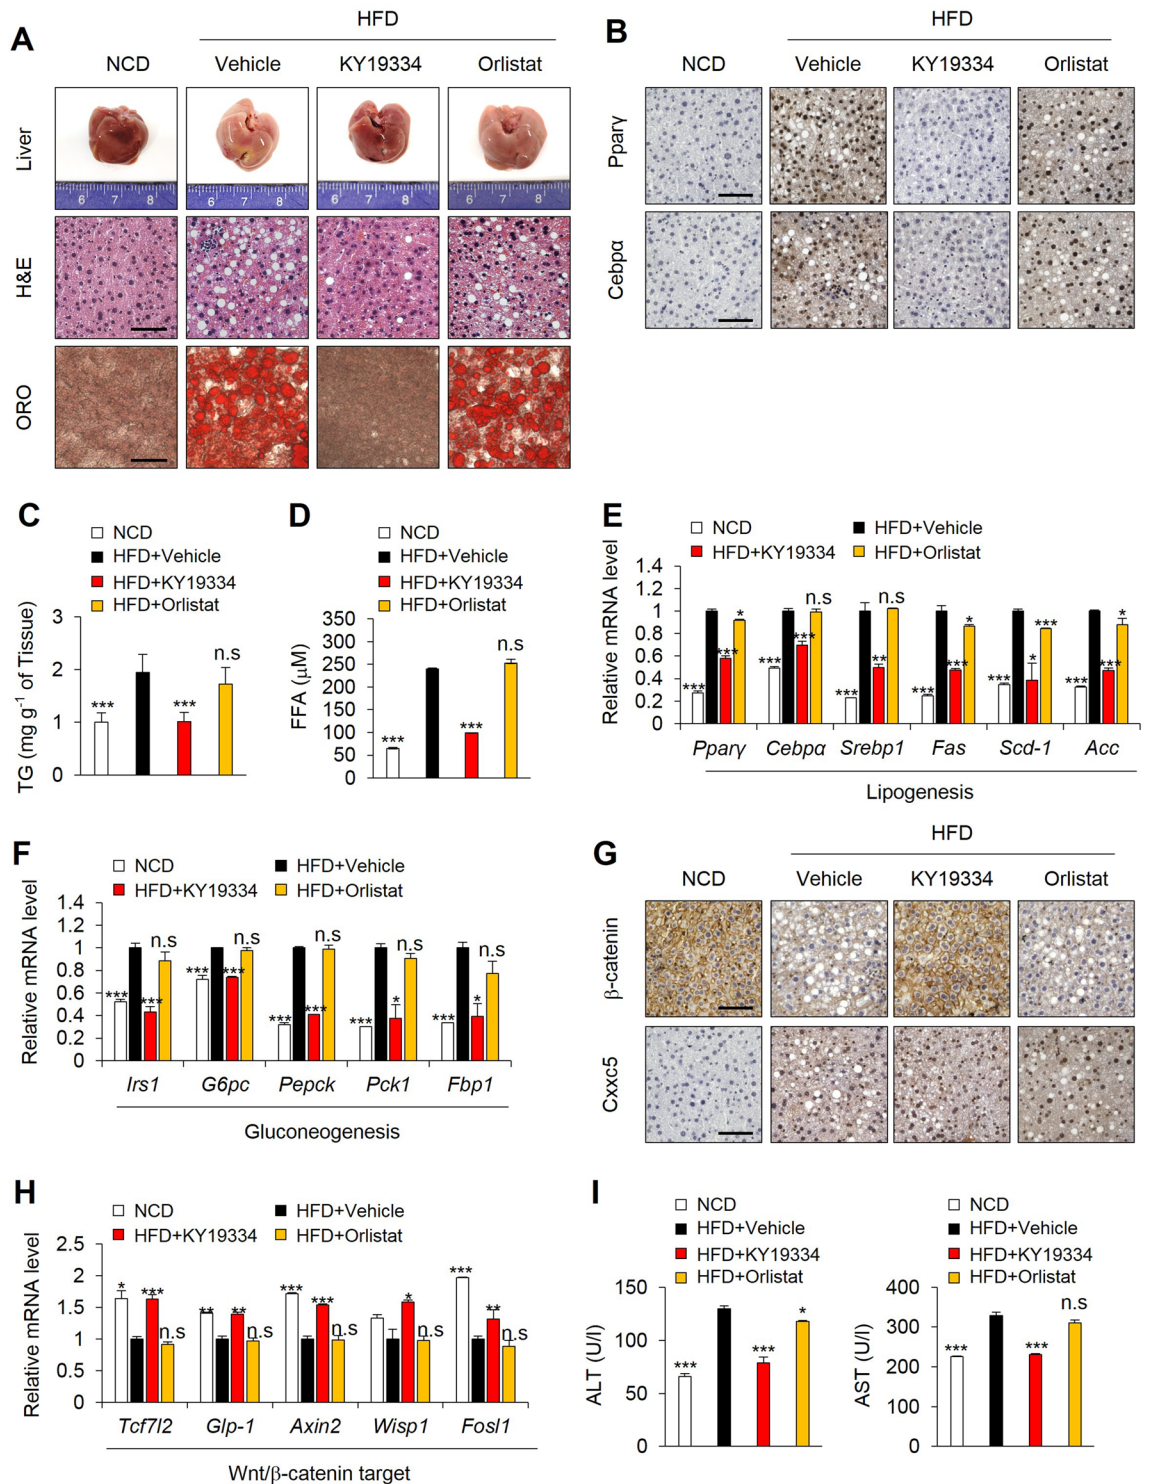 A
HFD
NCD
Vehicle
KY19334
Orlistat
Liver
6 7 8
6 7 8
6 7 8
6 7 8
H&E
ORO
B
HFD
NCD
Vehicle
KY19334
Orlistat
Pparγ
Cebpα
C
NCD
HFD+Vehicle
HFD+KY19334
HFD+Orlistat
TG (mg g-1 of Tissue)
3
2
1
0
***
***
n.s
D
NCD
HFD+Vehicle
HFD+KY19334
HFD+Orlistat
FFA (μM)
350
300
250
200
150
100
50
0
***
***
E
NCD
HFD+Vehicle
HFD+KY19334
HFD+Orlistat
Relative mRNA level
1.4
1.2
1
0.8
0.6
0.4
0.2
0
*** *** *
*** *** n.s
*** ** n.s
*** *** *
*** * ***
*** *** *
Pparγ Cebpα Srebp1 Fas Scd-1 Acc
Lipogenesis
F
NCD
HFD+Vehicle
HFD+KY19334
HFD+Orlistat
Relative mRNA level
1.4
1.2
1
0.8
0.6
0.4
0.2
0
*** *** n.s
*** *** n.s
*** *** n.s
*** * n.s
*** * n.s
Irs1 G6pc Pepck Pck1 Fbp1
Gluconeogenesis
G
HFD
NCD
Vehicle
KY19334
Orlistat
β-catenin
Cxxc5
H
NCD
HFD+Vehicle
HFD+KY19334
HFD+Orlistat
Relative mRNA level
2.5
2
1.5
1
0.5
0
* *** n.s
** ** n.s
*** *** n.s
* n.s
*** ** n.s
Tcf7l2 Glp-1 Axin2 Wisp1 Fosl1
Wnt/β-catenin target
I
NCD
HFD+Vehicle
HFD+KY19334
HFD+Orlistat
ALT (U/l)
150
100
50
0
***
***
*
NCD
HFD+Vehicle
HFD+KY19334
HFD+Orlistat
AST (U/l)
400
300
200
100
0
***
***
n.s